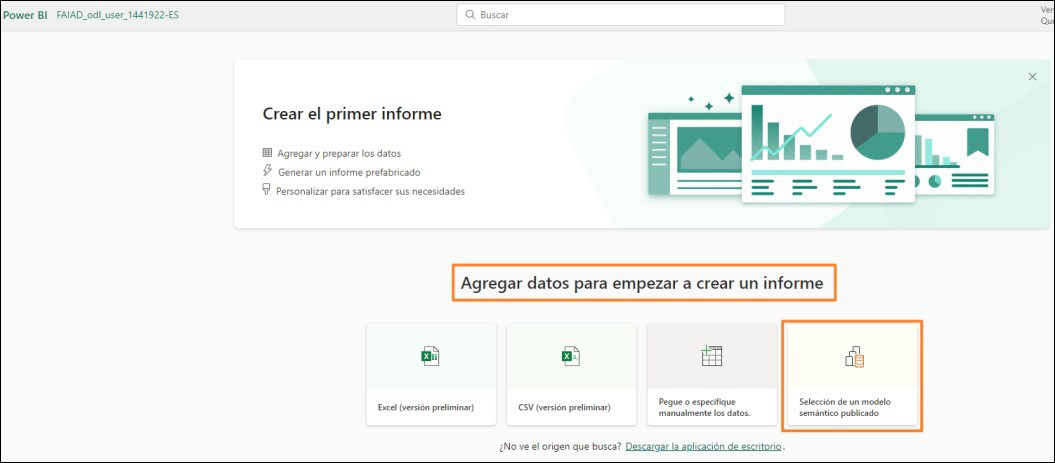 Power BI FAIAD_odl_user_1441922-ES
Buscar
Ver
Que
Crear el primer informe
Agregar y preparar los datos
Generar un informe prefabricado
Personalizar para satisfacer sus necesidades
Agregar datos para empezar a crear un informe
Excel (versión preliminar)
CSV (versión preliminar)
Pegue o especifique
manualmente los datos.
Selección de un modelo
semántico publicado
¿No ve el origen que busca? Descargar la aplicación de escritorio.